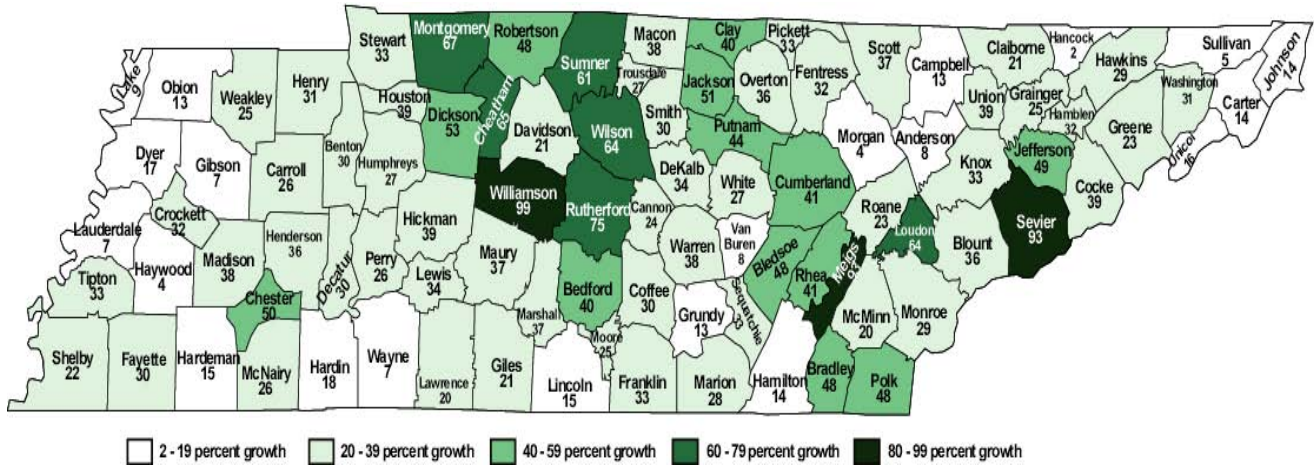 Stewart
33
Montgomery
67
Robertson
48
Sumner
61
Macon
38
Trousdale
27
Clay
40
Pickett
33
Scott
37
Campbell
13
Claiborne
21
Hancock
2
Hawkins
29
Sullivan
5
Johnson
14
Lake
9
Obion
13
Weakley
25
Henry
31
Houston
39
Dickson
53
Cheatham
65
Davidson
21
Wilson
64
Smith
30
Jackson
51
Overton
36
Fentress
32
Putnam
44
Morgan
4
Anderson
8
Union
39
Grainger
25
Hamblen
32
Washington
31
Greene
23
Carter
14
Unicoi
16
Dyer
17
Gibson
7
Carroll
26
Benton
30
Humphreys
27
Williamson
99
Rutherford
75
Cannon
24
DeKalb
34
White
27
Cumberland
41
Roane
23
Loudon
64
Knox
33
Jefferson
49
Sevier
93
Cocke
39
Lauderdale
7
Crockett
32
Haywood
4
Madison
38
Henderson
36
Decatur
30
Perry
26
Hickman
39
Lewis
34
Maury
37
Bedford
40
Coffee
30
Warren
38
Van
Buren
8
Bledsoe
48
Rhea
41
Meigs
93
Blount
36
Tipton
33
Chester
50
Marshall
37
Moore
25
Grundy
13
Sequatchie
33
McMinn
20
Monroe
29
Shelby
22
Fayette
30
Hardeman
15
McNairy
26
Hardin
18
Wayne
7
Lawrence
20
Giles
21
Lincoln
15
Franklin
33
Marion
28
Hamilton
14
Bradley
48
Polk
48
2 - 19 percent growth
20 - 39 percent growth
40 - 59 percent growth
60 - 79 percent growth
80 - 99 percent growth